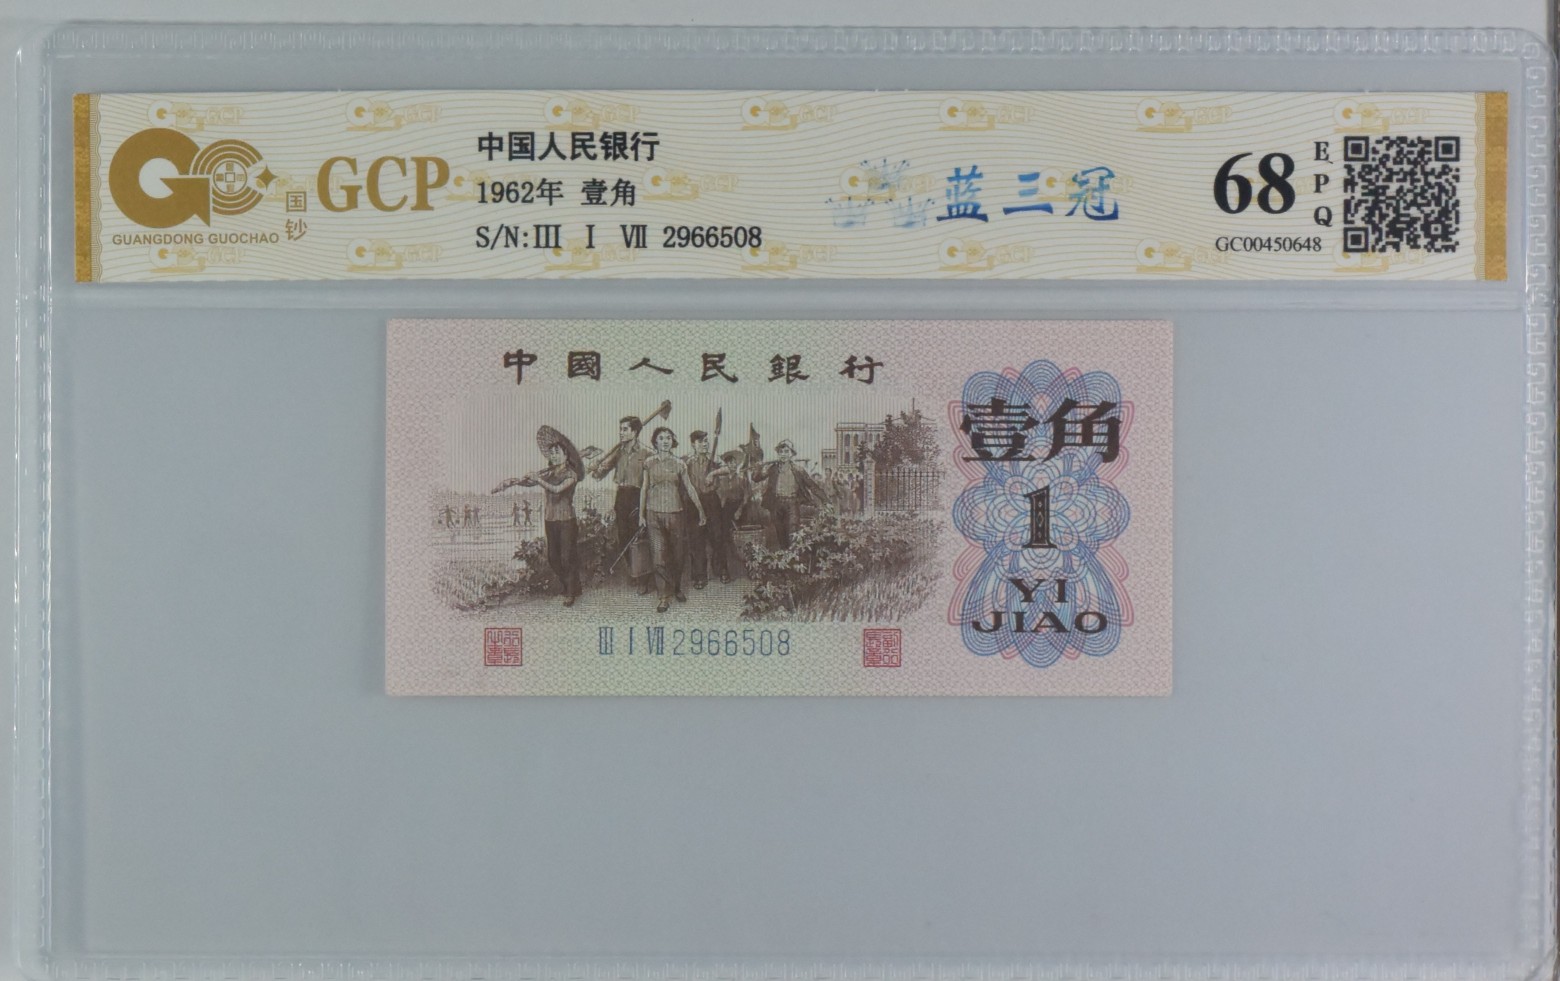 GCP
国钞
GUANGDONG GUOCHAO
中国人民银行
1962年 壹角
S/N:III I VII 2966508
蓝三冠
68 EPQ
GC00450648
中國人民銀行
壹角
1
YI
JIAO
III I VII 2966508